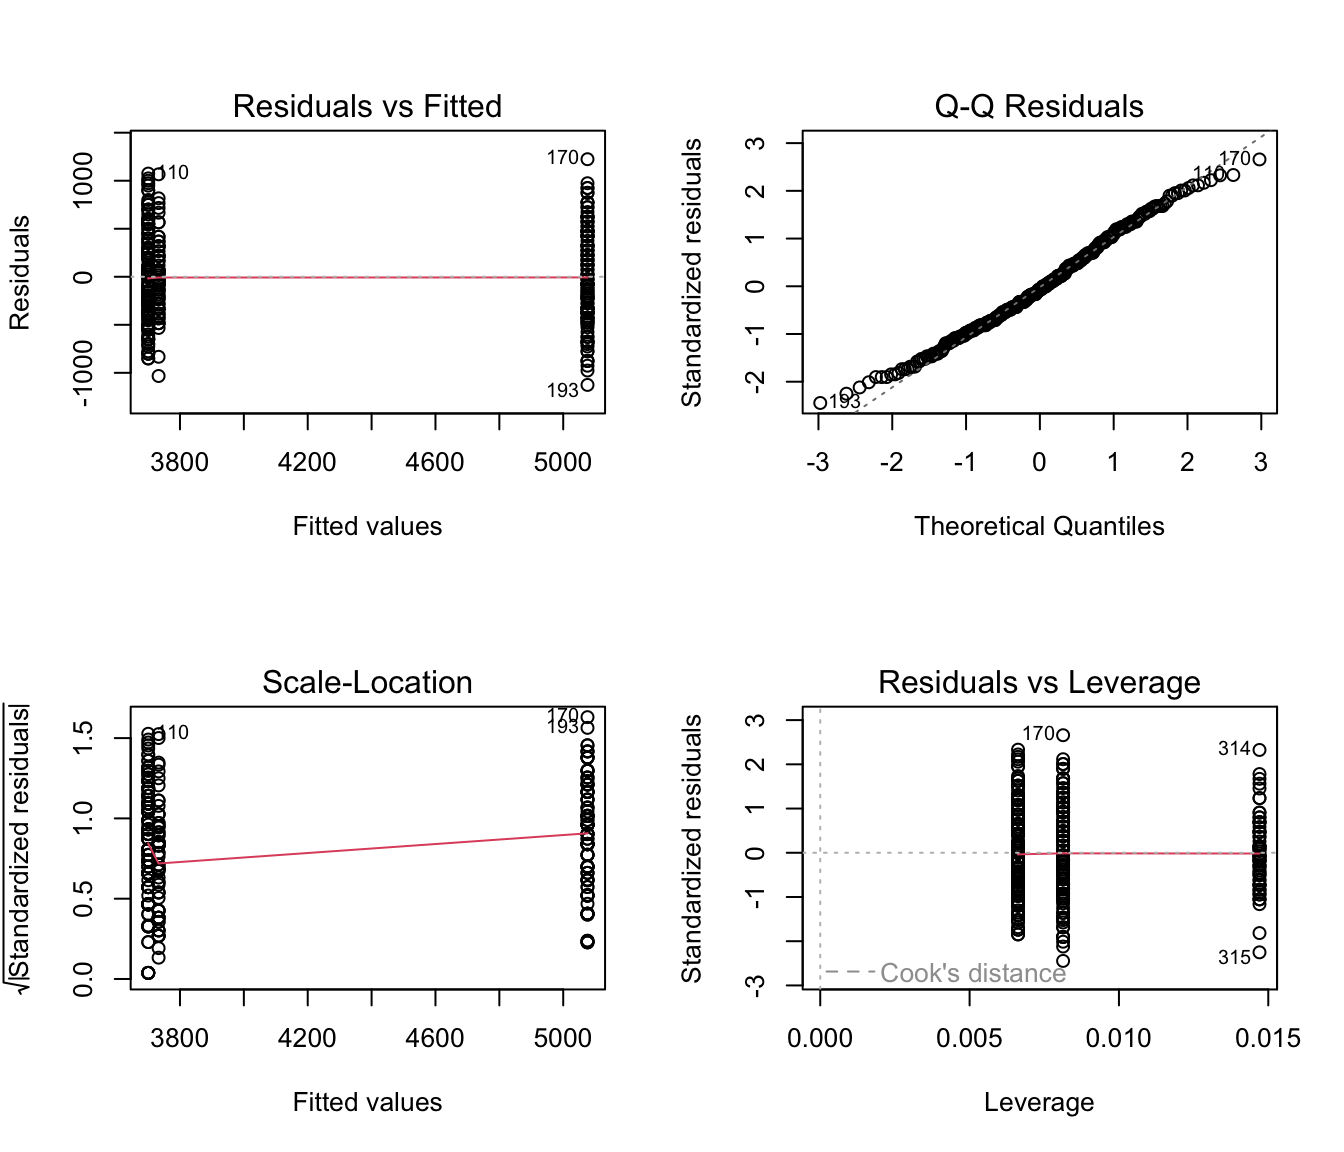 Residuals vs Fitted
Residuals
-1000 0 1000
110
170
193
3800 4200 4600 5000
Fitted values
Q-Q Residuals
Standardized residuals
-2 -1 0 1 2 3
110
170
193
-3 -2 -1 0 1 2 3
Theoretical Quantiles
Scale-Location
√|Standardized residuals|
0.0 0.5 1.0 1.5
110
170
193
3800 4200 4600 5000
Fitted values
Residuals vs Leverage
Standardized residuals
-3 -1 0 1 2 3
170
314
315
Cook's distance
0.000 0.005 0.010 0.015
Leverage